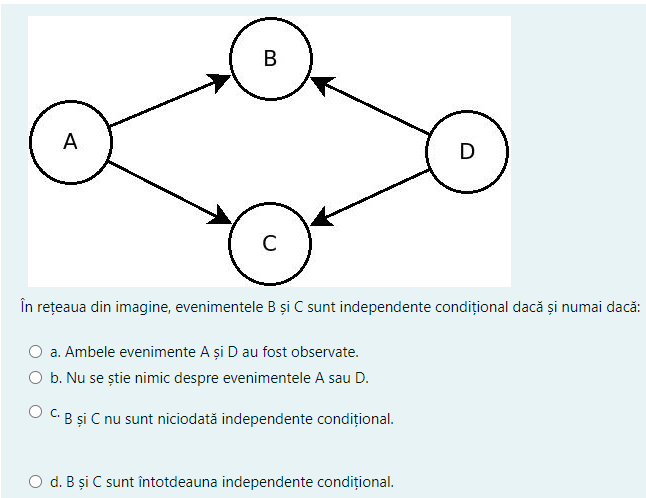 B
A
D
C
În rețeaua din imagine, evenimentele B și C sunt independente condițional dacă și numai dacă:
a. Ambele evenimente A și D au fost observate.
b. Nu se știe nimic despre evenimentele A sau D.
c. B și C nu sunt niciodată independente condițional.
d. B și C sunt întotdeauna independente condițional.